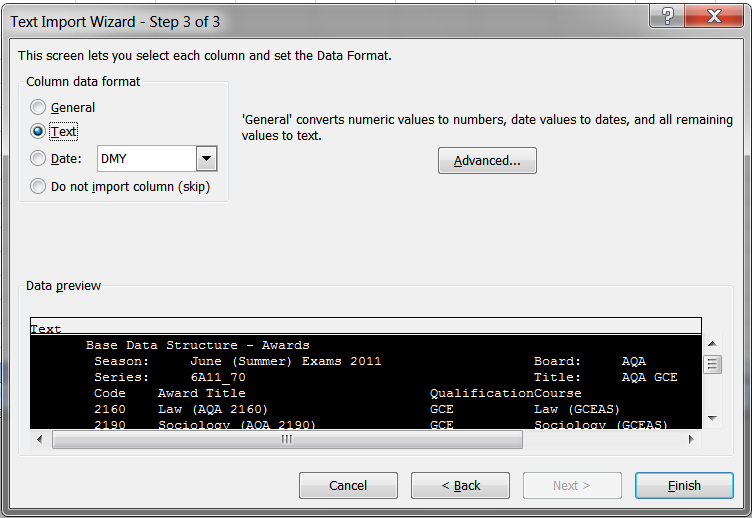 Text Import Wizard - Step 3 of 3
This screen lets you select each column and set the Data Format.
Column data format
General
Text
Date: DMY
Do not import column (skip)
'General' converts numeric values to numbers, date values to dates, and all remaining
values to text.
Advanced...
Data preview
Text
Base Data Structure - Awards
Season: June (Summer) Exams 2011 Board: AQA
Series: 6A11_70 Title: AQA GCE
Code Award Title QualificationCourse
2160 Law (AQA 2160) GCE Law (GCEAS)
2190 Sociology (AQA 2190) GCE Sociology (GCEAS)
Cancel < Back Next > Finish